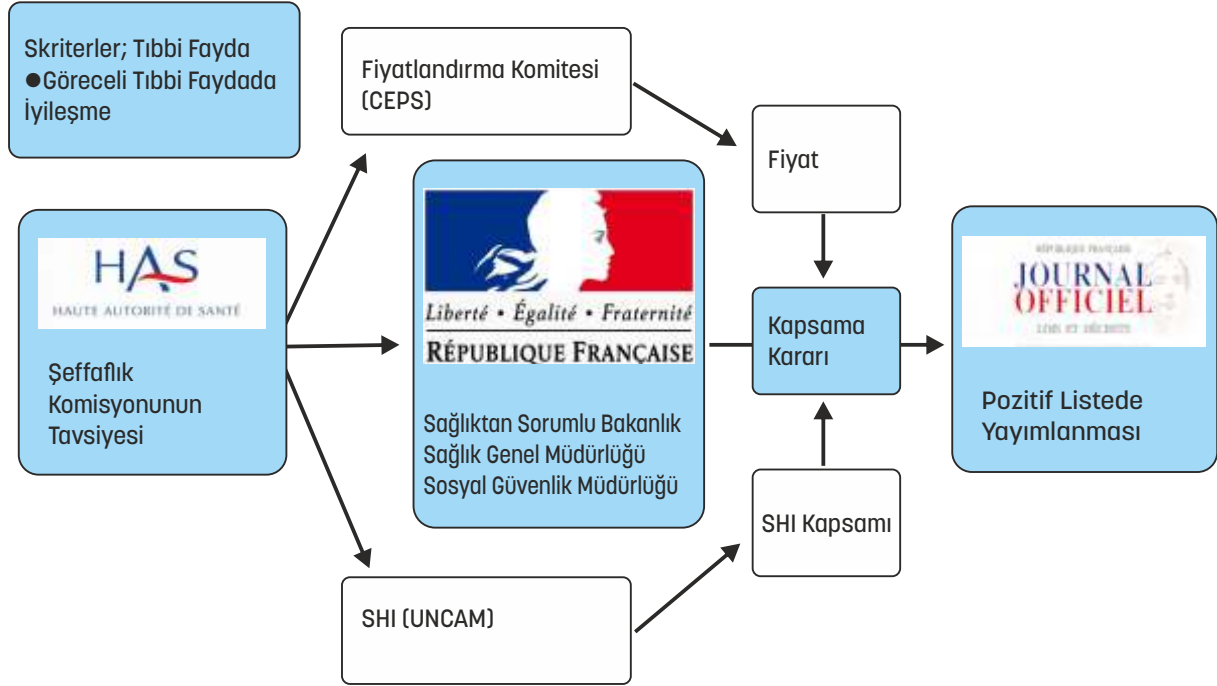 Skriterler; Tıbbi Fayda
●Göreceli Tıbbi Faydada
İyileşme
Fiyatlandırma Komitesi
(CEPS)
Fiyat
HAS
HAUTE AUTORITÉ DE SANTÉ
Şeffaflık
Komisyonunun
Tavsiyesi
Liberté • Égalité • Fraternité
RÉPUBLIQUE FRANÇAISE
Sağlıktan Sorumlu Bakanlık
Sağlık Genel Müdürlüğü
Sosyal Güvenlik Müdürlüğü
Kapsama
Kararı
RÉPUBLIQUE FRANÇAISE
JOURNAL
OFFICIEL
LOIS ET DÉCRETS
Pozitif Listede
Yayımlanması
SHI Kapsamı
SHI (UNCAM)